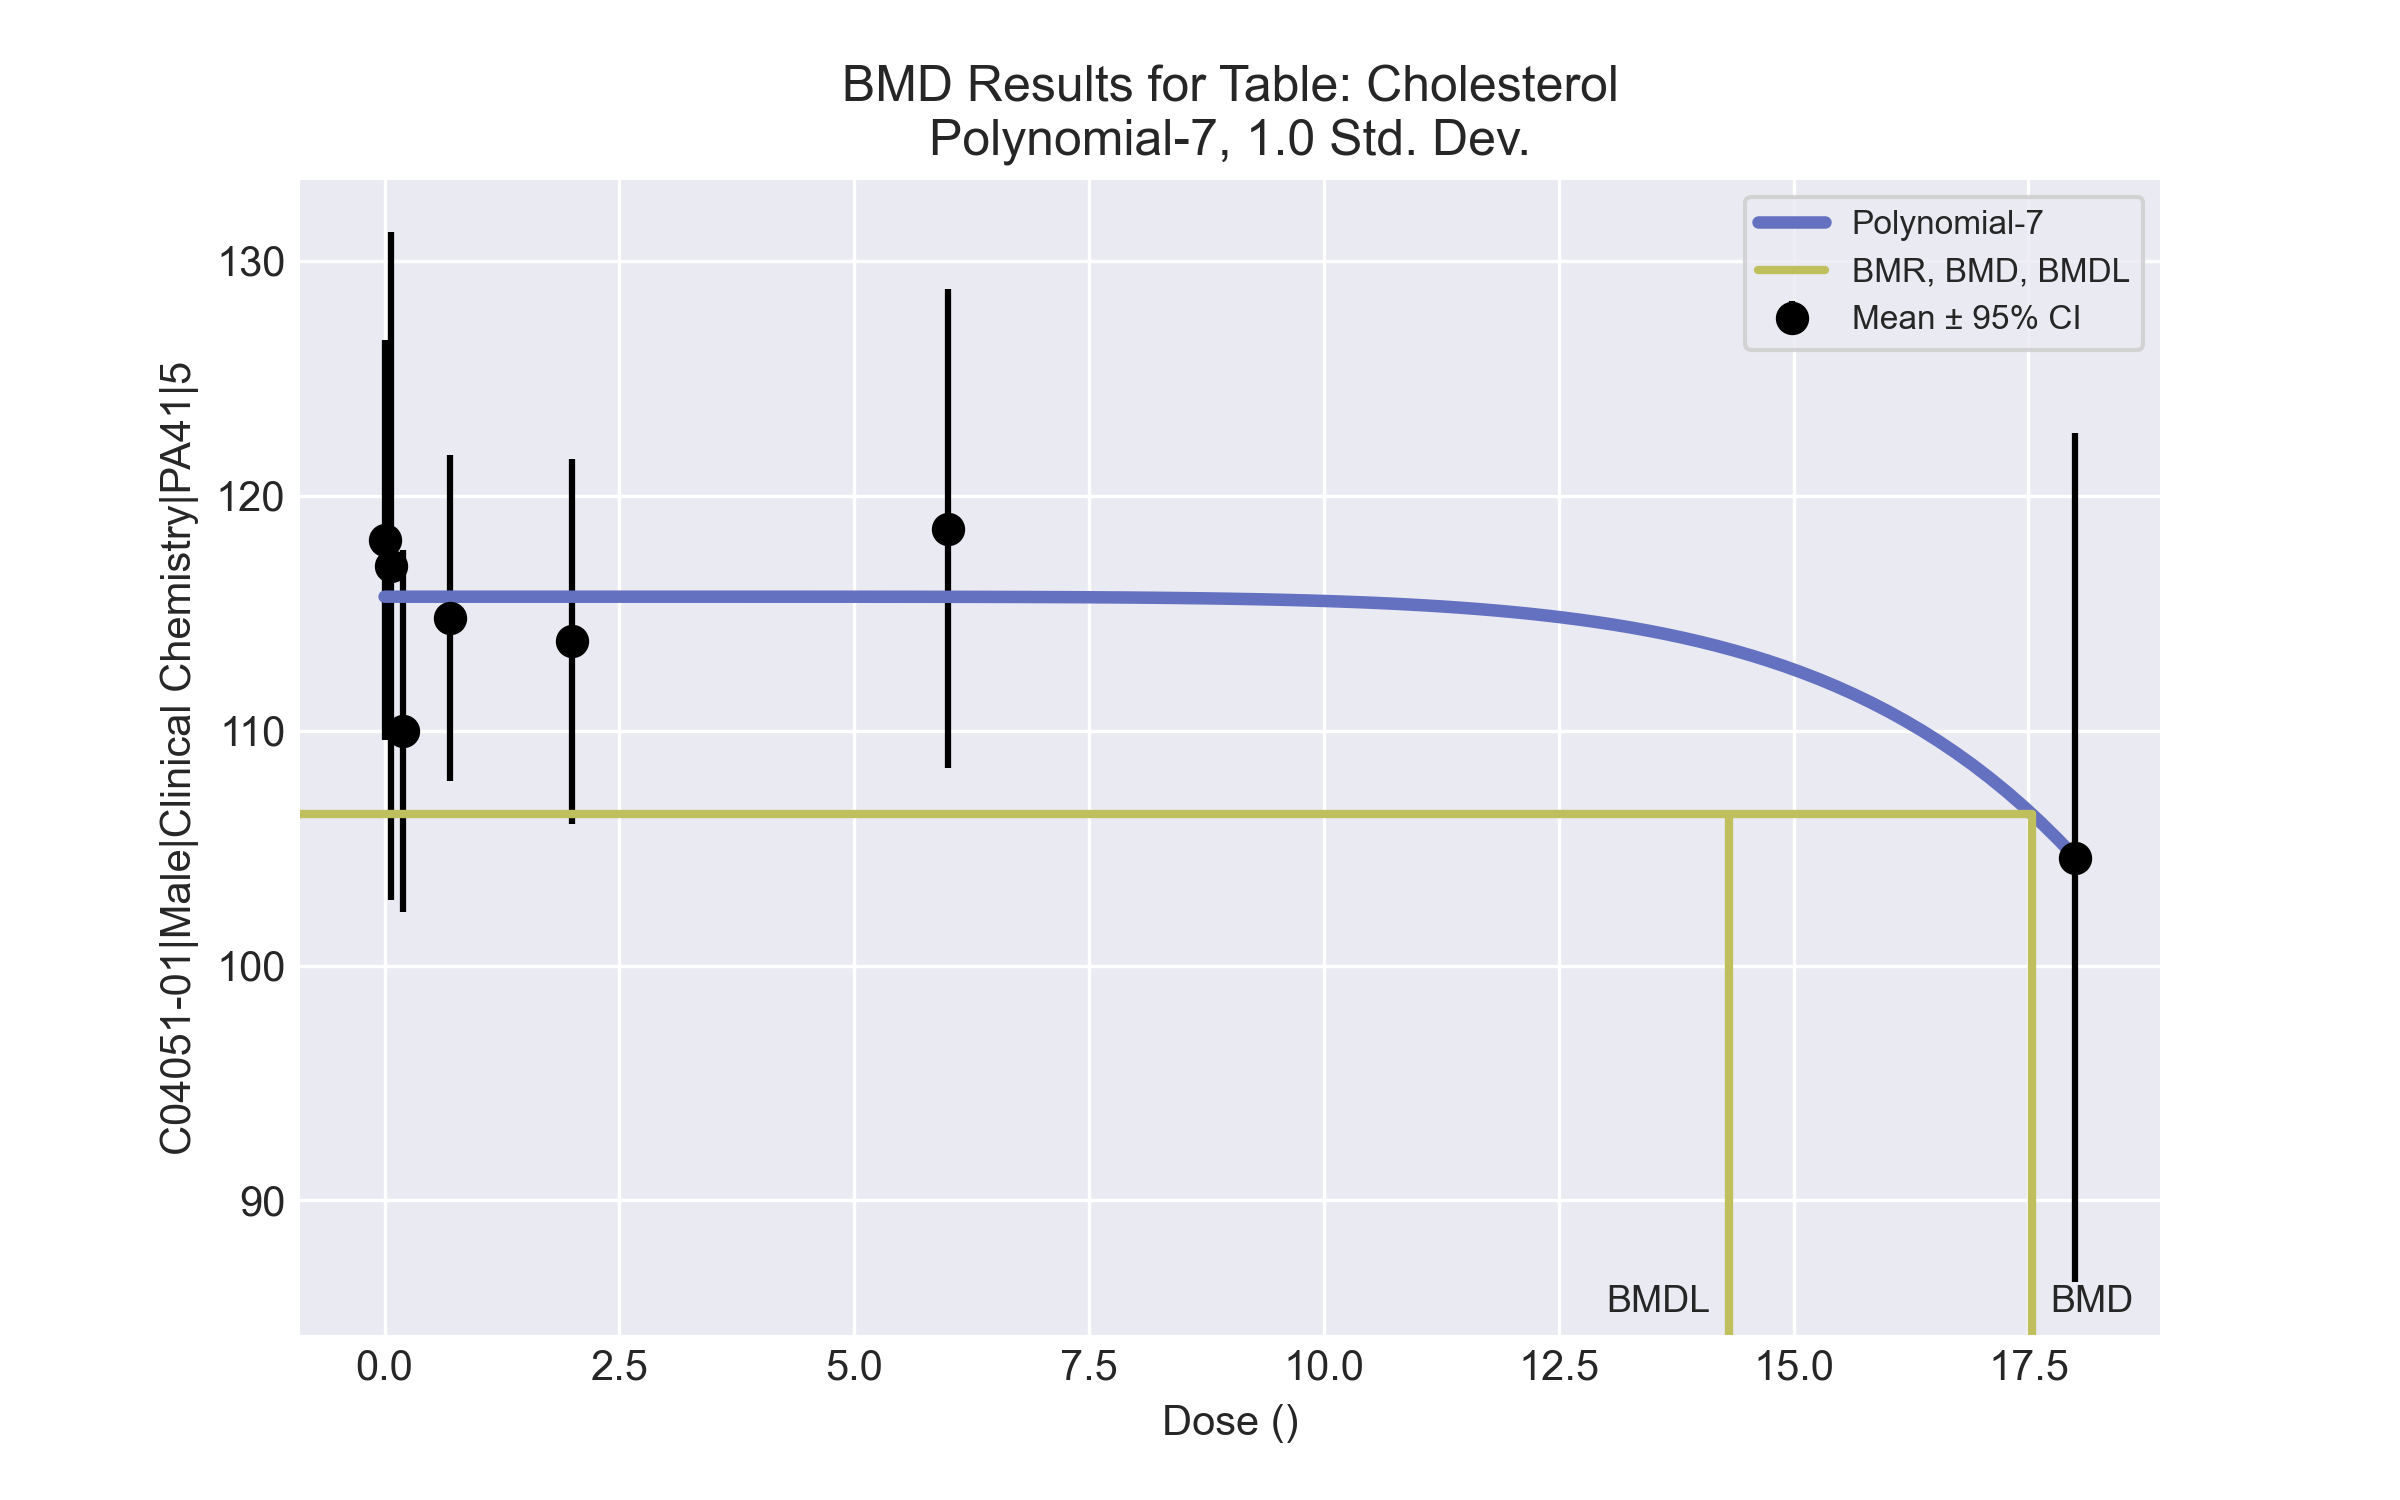 BMD Results for Table: Cholesterol
Polynomial-7, 1.0 Std. Dev.
Polynomial-7
BMR, BMD, BMDL
Mean ± 95% CI
C04051-01|Male|Clinical Chemistry|PA41|5
130
120
110
100
90
BMDL
BMD
0.0 2.5 5.0 7.5 10.0 12.5 15.0 17.5
Dose ()